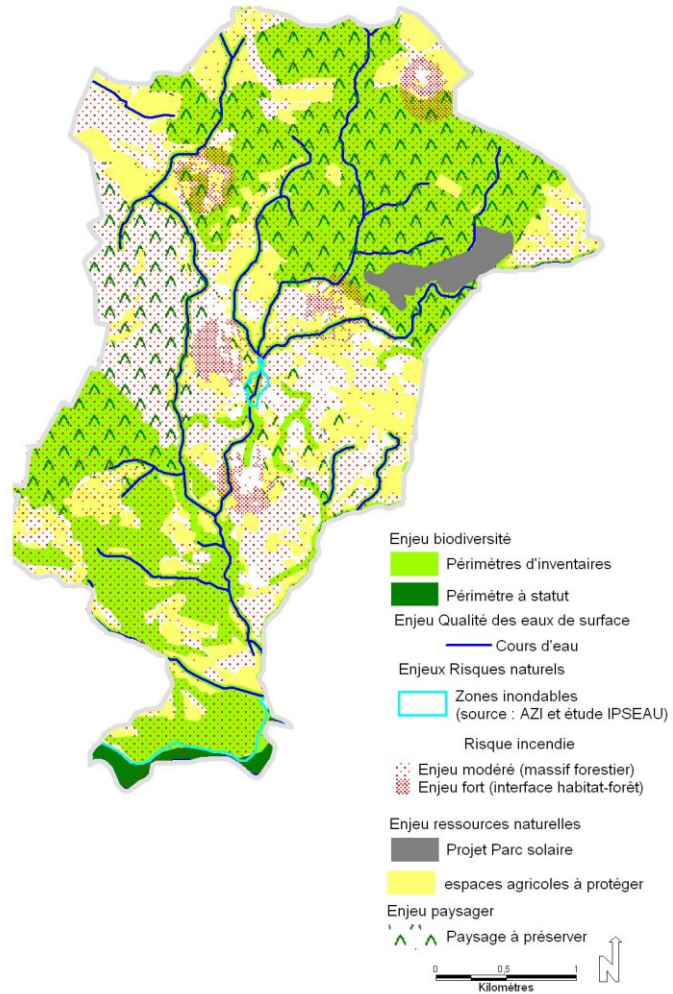 Enjeu biodiversité
Périmètres d'inventaires
Périmètre à statut
Enjeu Qualité des eaux de surface
Cours d'eau
Enjeux Risques naturels
Zones inondables
(source : AZI et étude IPSEAU)
Risque incendie
Enjeu modéré (massif forestier)
Enjeu fort (interface habitat-forêt)
Enjeu ressources naturelles
Projet Parc solaire
espaces agricoles à protéger
Enjeu paysager
Paysage à préserver
N
0 0,5 1
Kilomètres